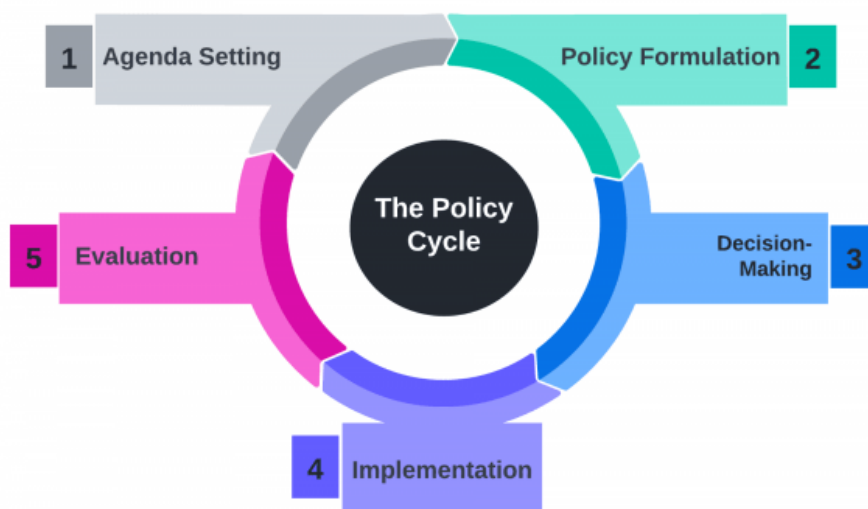 The Policy
Cycle
1 Agenda Setting
Policy Formulation 2
Decision-
Making 3
4 Implementation
5 Evaluation